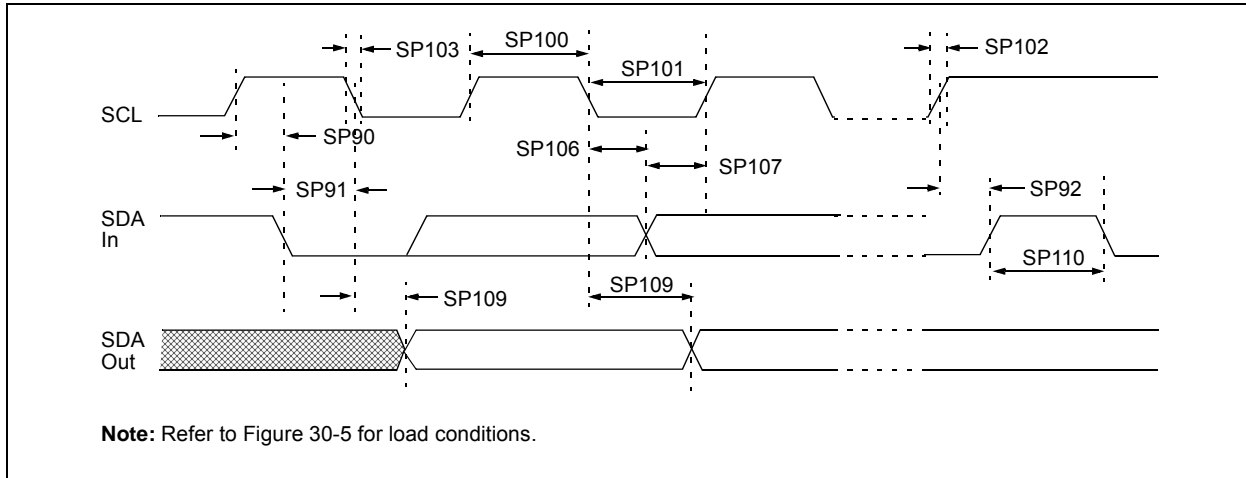 SP103
SP100
SP102
SP101
SCL
SP90
SP106
SP107
SP91
SP92
SDA
In
SP110
SP109
SP109
SDA
Out
Note: Refer to Figure 30-5 for load conditions.